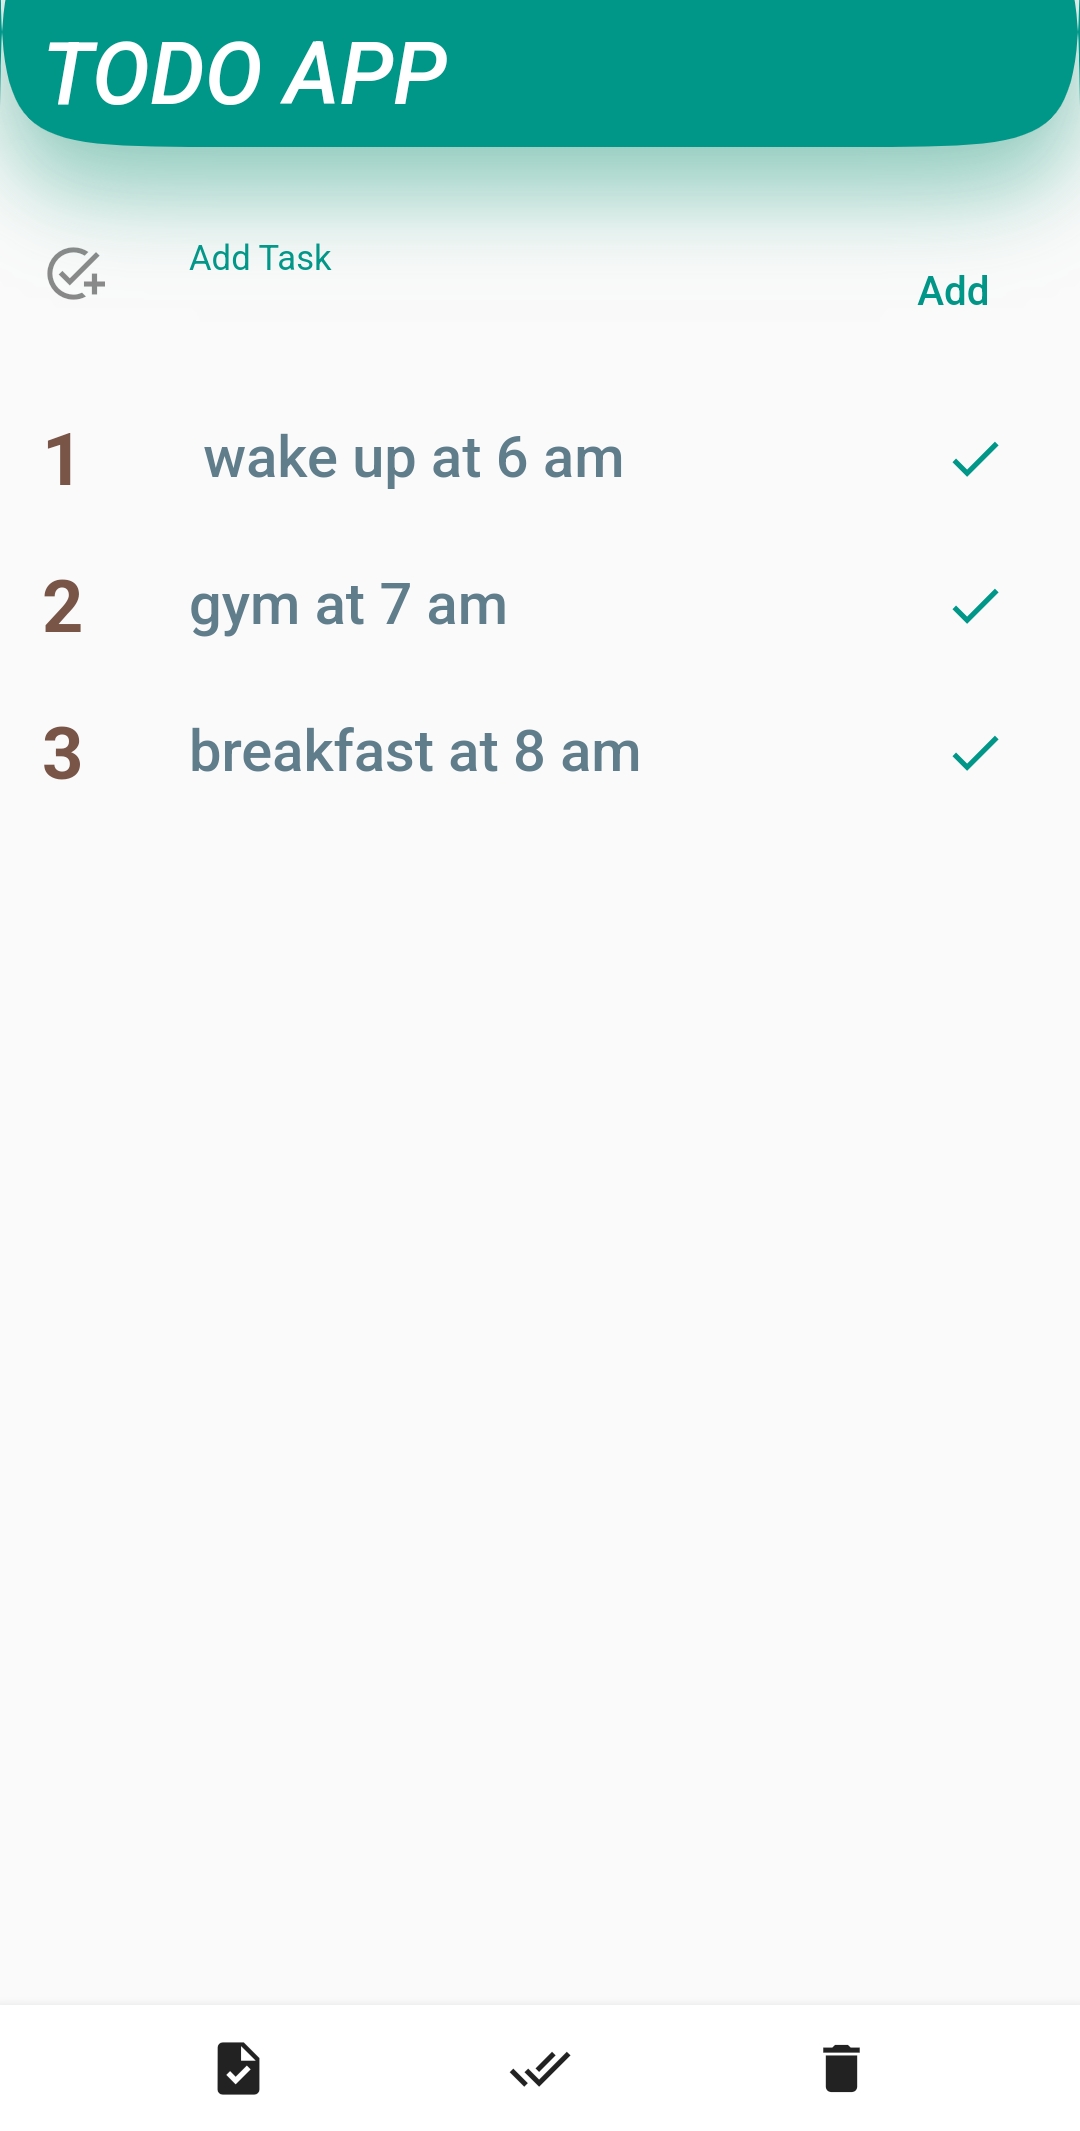 TODO APP
Add Task
Add
1 wake up at 6 am
2 gym at 7 am
3 breakfast at 8 am